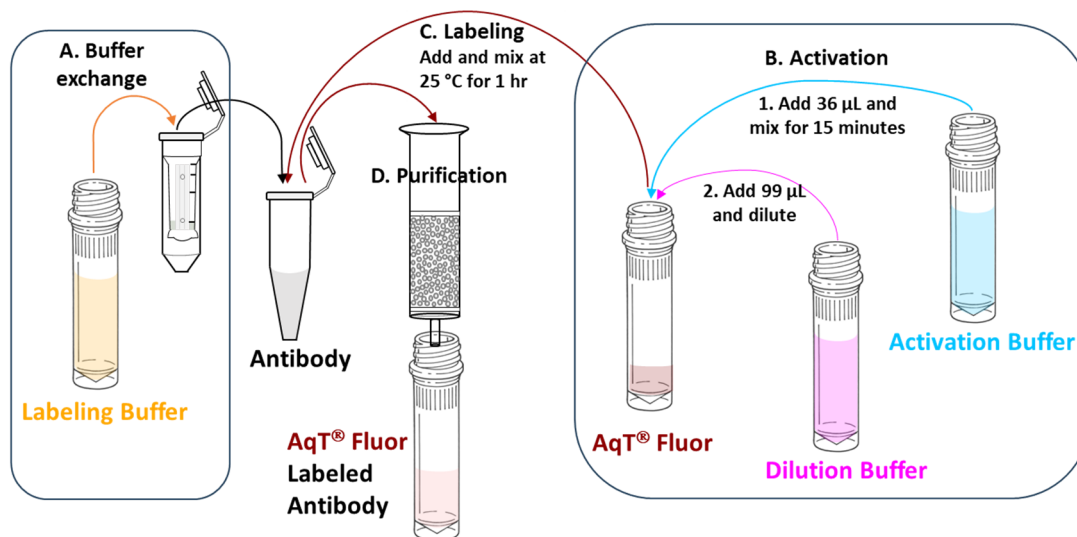 A. Buffer
exchange
Labeling Buffer
Antibody
C. Labeling
Add and mix at
25 °C for 1 hr
D. Purification
AqT® Fluor
Labeled
Antibody
B. Activation
1. Add 36 µL and
mix for 15 minutes
2. Add 99 µL
and dilute
AqT® Fluor
Dilution Buffer
Activation Buffer